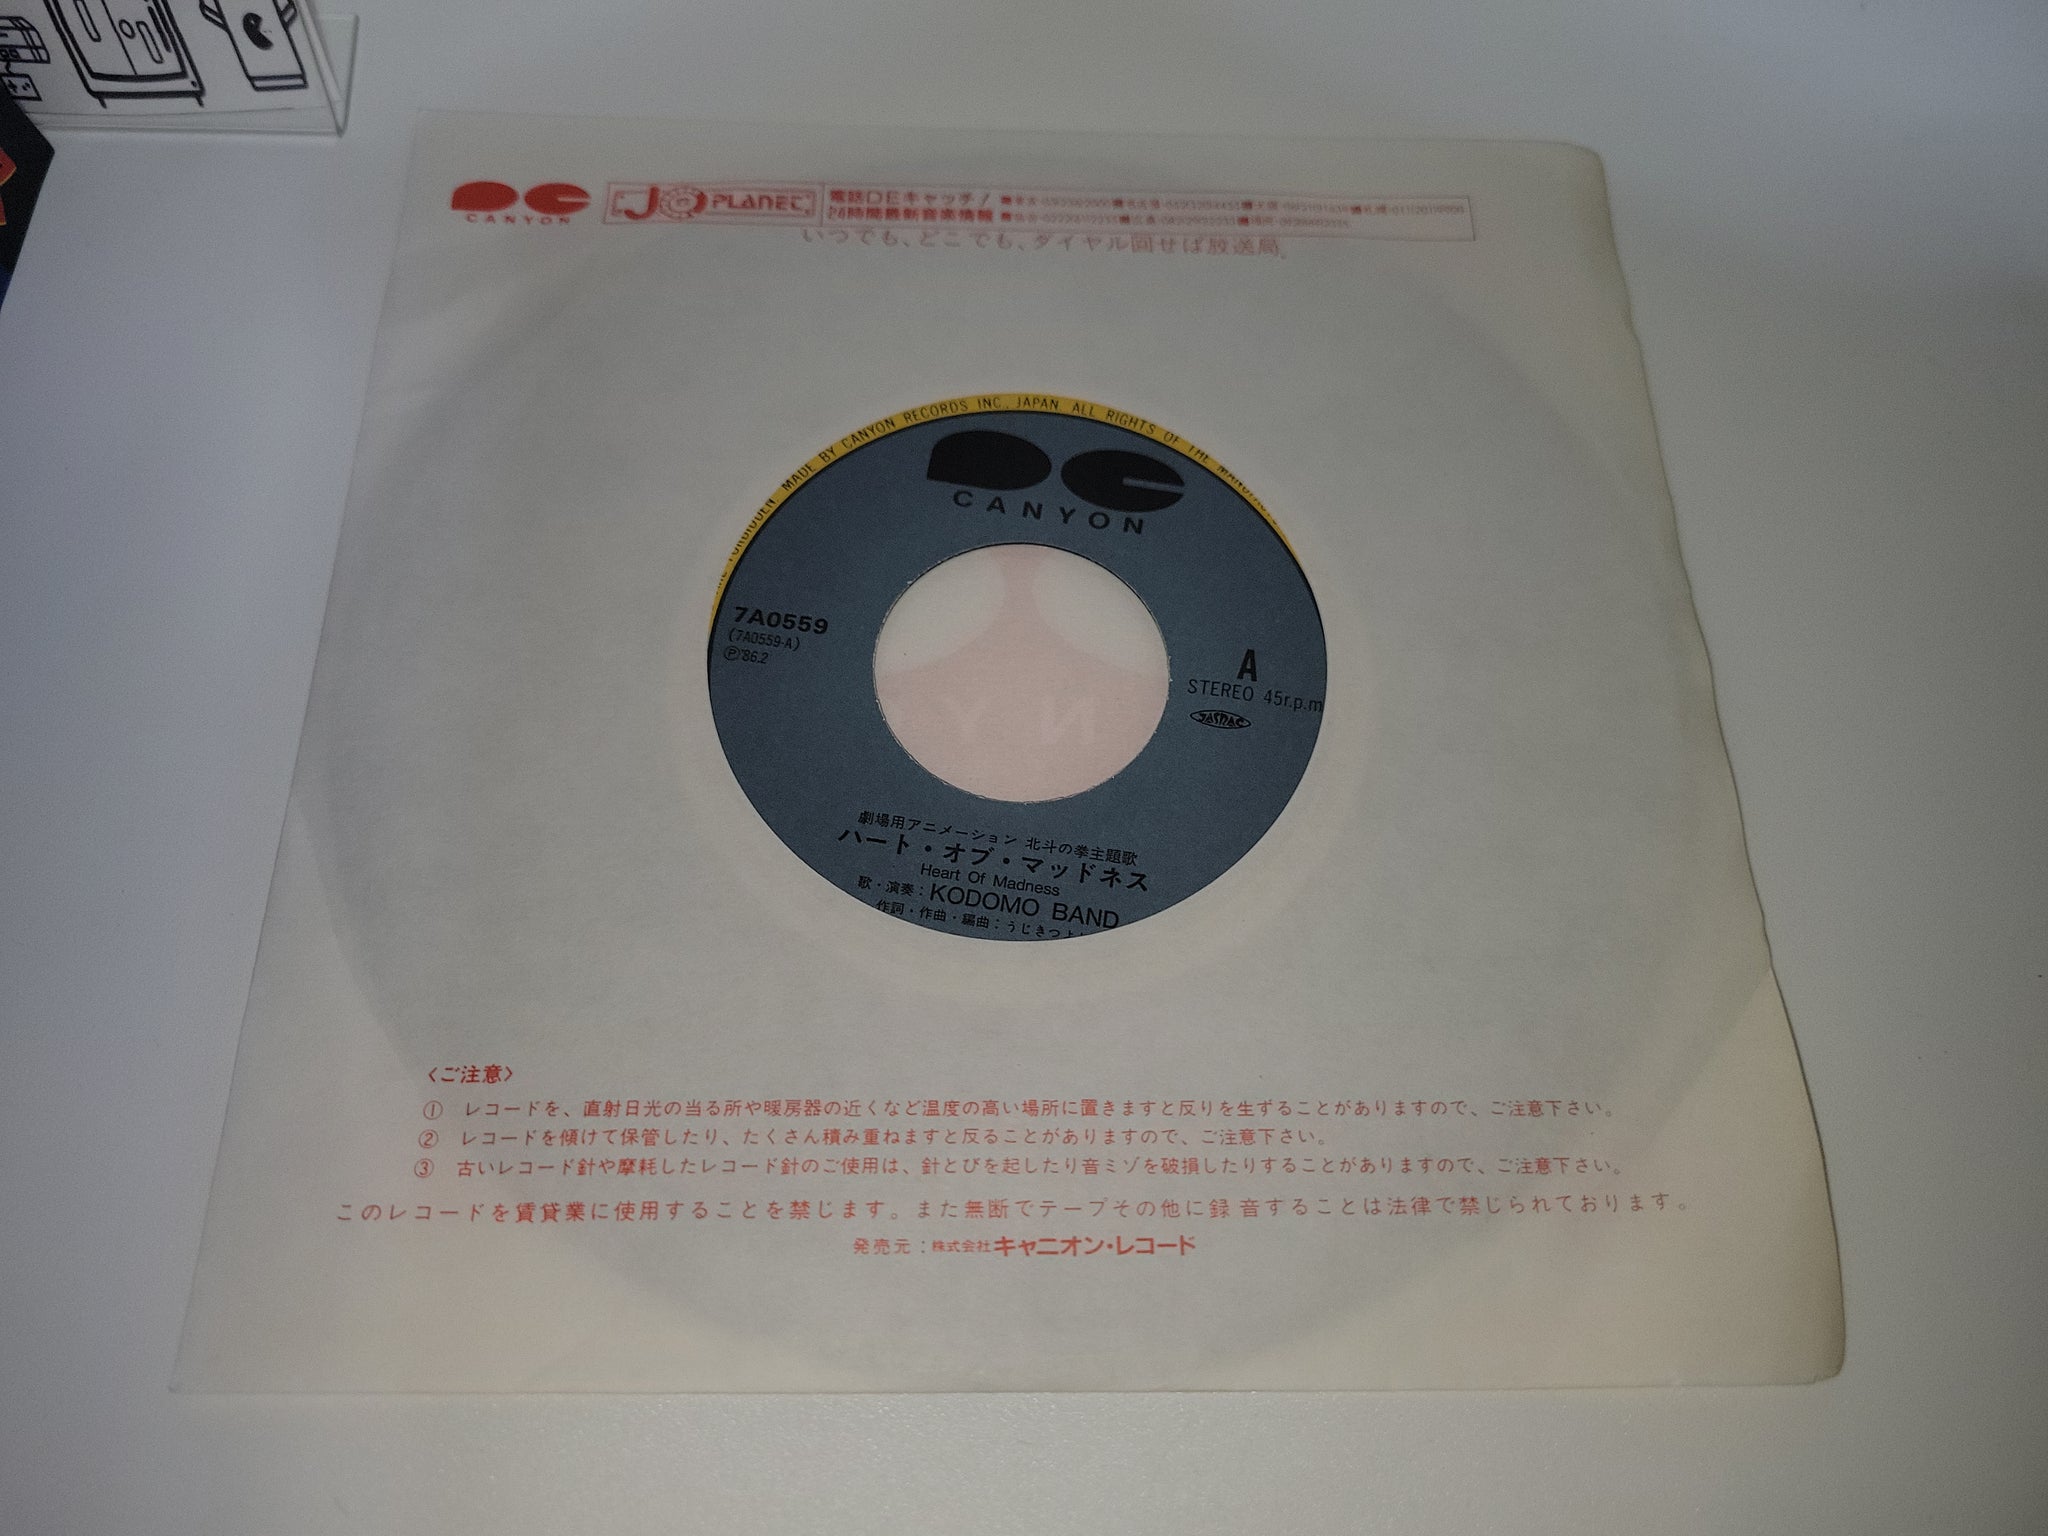 CANYON
JO PLANET
電話DEキャッチ!
24時間最新音楽情報
いつでも、どこでも、ダイヤル回せば放送局。
FORBIDDEN. MADE BY CANYON RECORDS INC., JAPAN. ALL RIGHTS OF THE
CANYON
7A0559
(7A0559-A)
Ⓟ'86.2
A
STEREO 45r.p.m
JASRAC
劇場用アニメーション 北斗の拳主題歌
ハート・オブ・マッドネス
Heart Of Madness
歌・演奏：KODOMO BAND
作詞・作曲・編曲：うじきつよし
〈ご注意〉
① レコードを、直射日光の当る所や暖房器の近くなど温度の高い場所に置きますと反りを生ずることがありますので、ご注意下さい。
② レコードを傾けて保管したり、たくさん積み重ねますと反ることがありますので、ご注意下さい。
③ 古いレコード針や摩耗したレコード針のご使用は、針とびを起したり音ミゾを破損したりすることがありますので、ご注意下さい。
このレコードを賃貸業に使用することを禁じます。また無断でテープその他に録音することは法律で禁じられております。
発売元：株式会社キャニオン・レコード